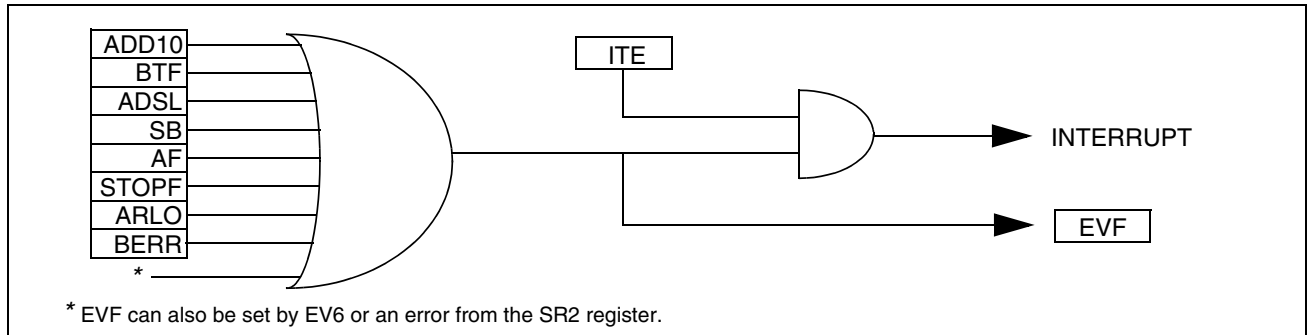 ADD10
BTF
ADSL
SB
AF
STOPF
ARLO
BERR
*
ITE
INTERRUPT
EVF
* EVF can also be set by EV6 or an error from the SR2 register.